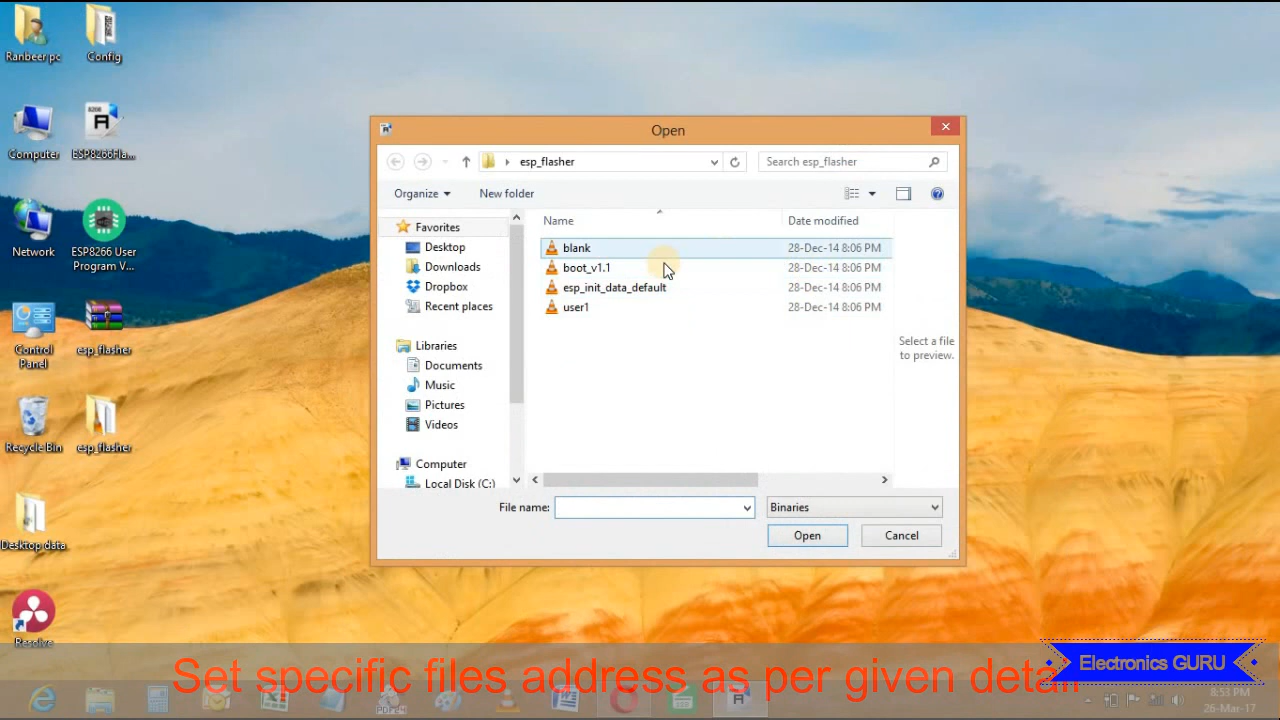 Ranbeer pc
Config
Computer
ESP8266Fla...
Network
ESP8266 User
Program V...
Control
Panel
esp_flasher
Recycle Bin
esp_flasher
Desktop data
Resolve
Open
esp_flasher
Search esp_flasher
Organize
New folder
Favorites
Desktop
Downloads
Dropbox
Recent places
Libraries
Documents
Music
Pictures
Videos
Computer
Local Disk (C:)
Name
Date modified
blank
28-Dec-14 8:06 PM
boot_v1.1
28-Dec-14 8:06 PM
esp_init_data_default
28-Dec-14 8:06 PM
user1
28-Dec-14 8:06 PM
Select a file
to preview.
File name:
Binaries
Open
Cancel
Set specific files address as per given detail
Electronics GURU
8:53 PM
26-Mar-17